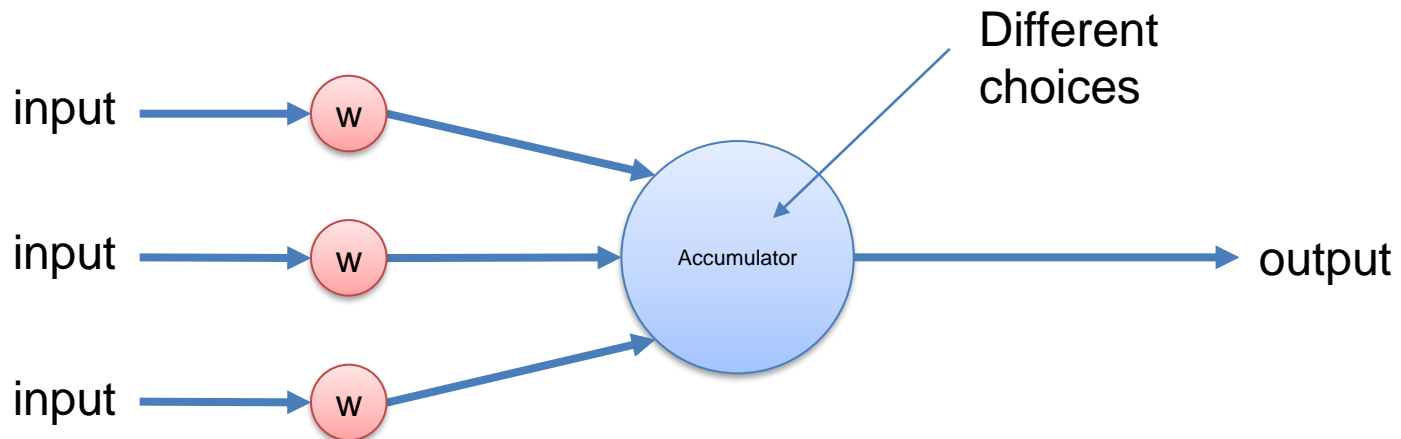 Different
choices
input
w
input
w
Accumulator
output
input
w